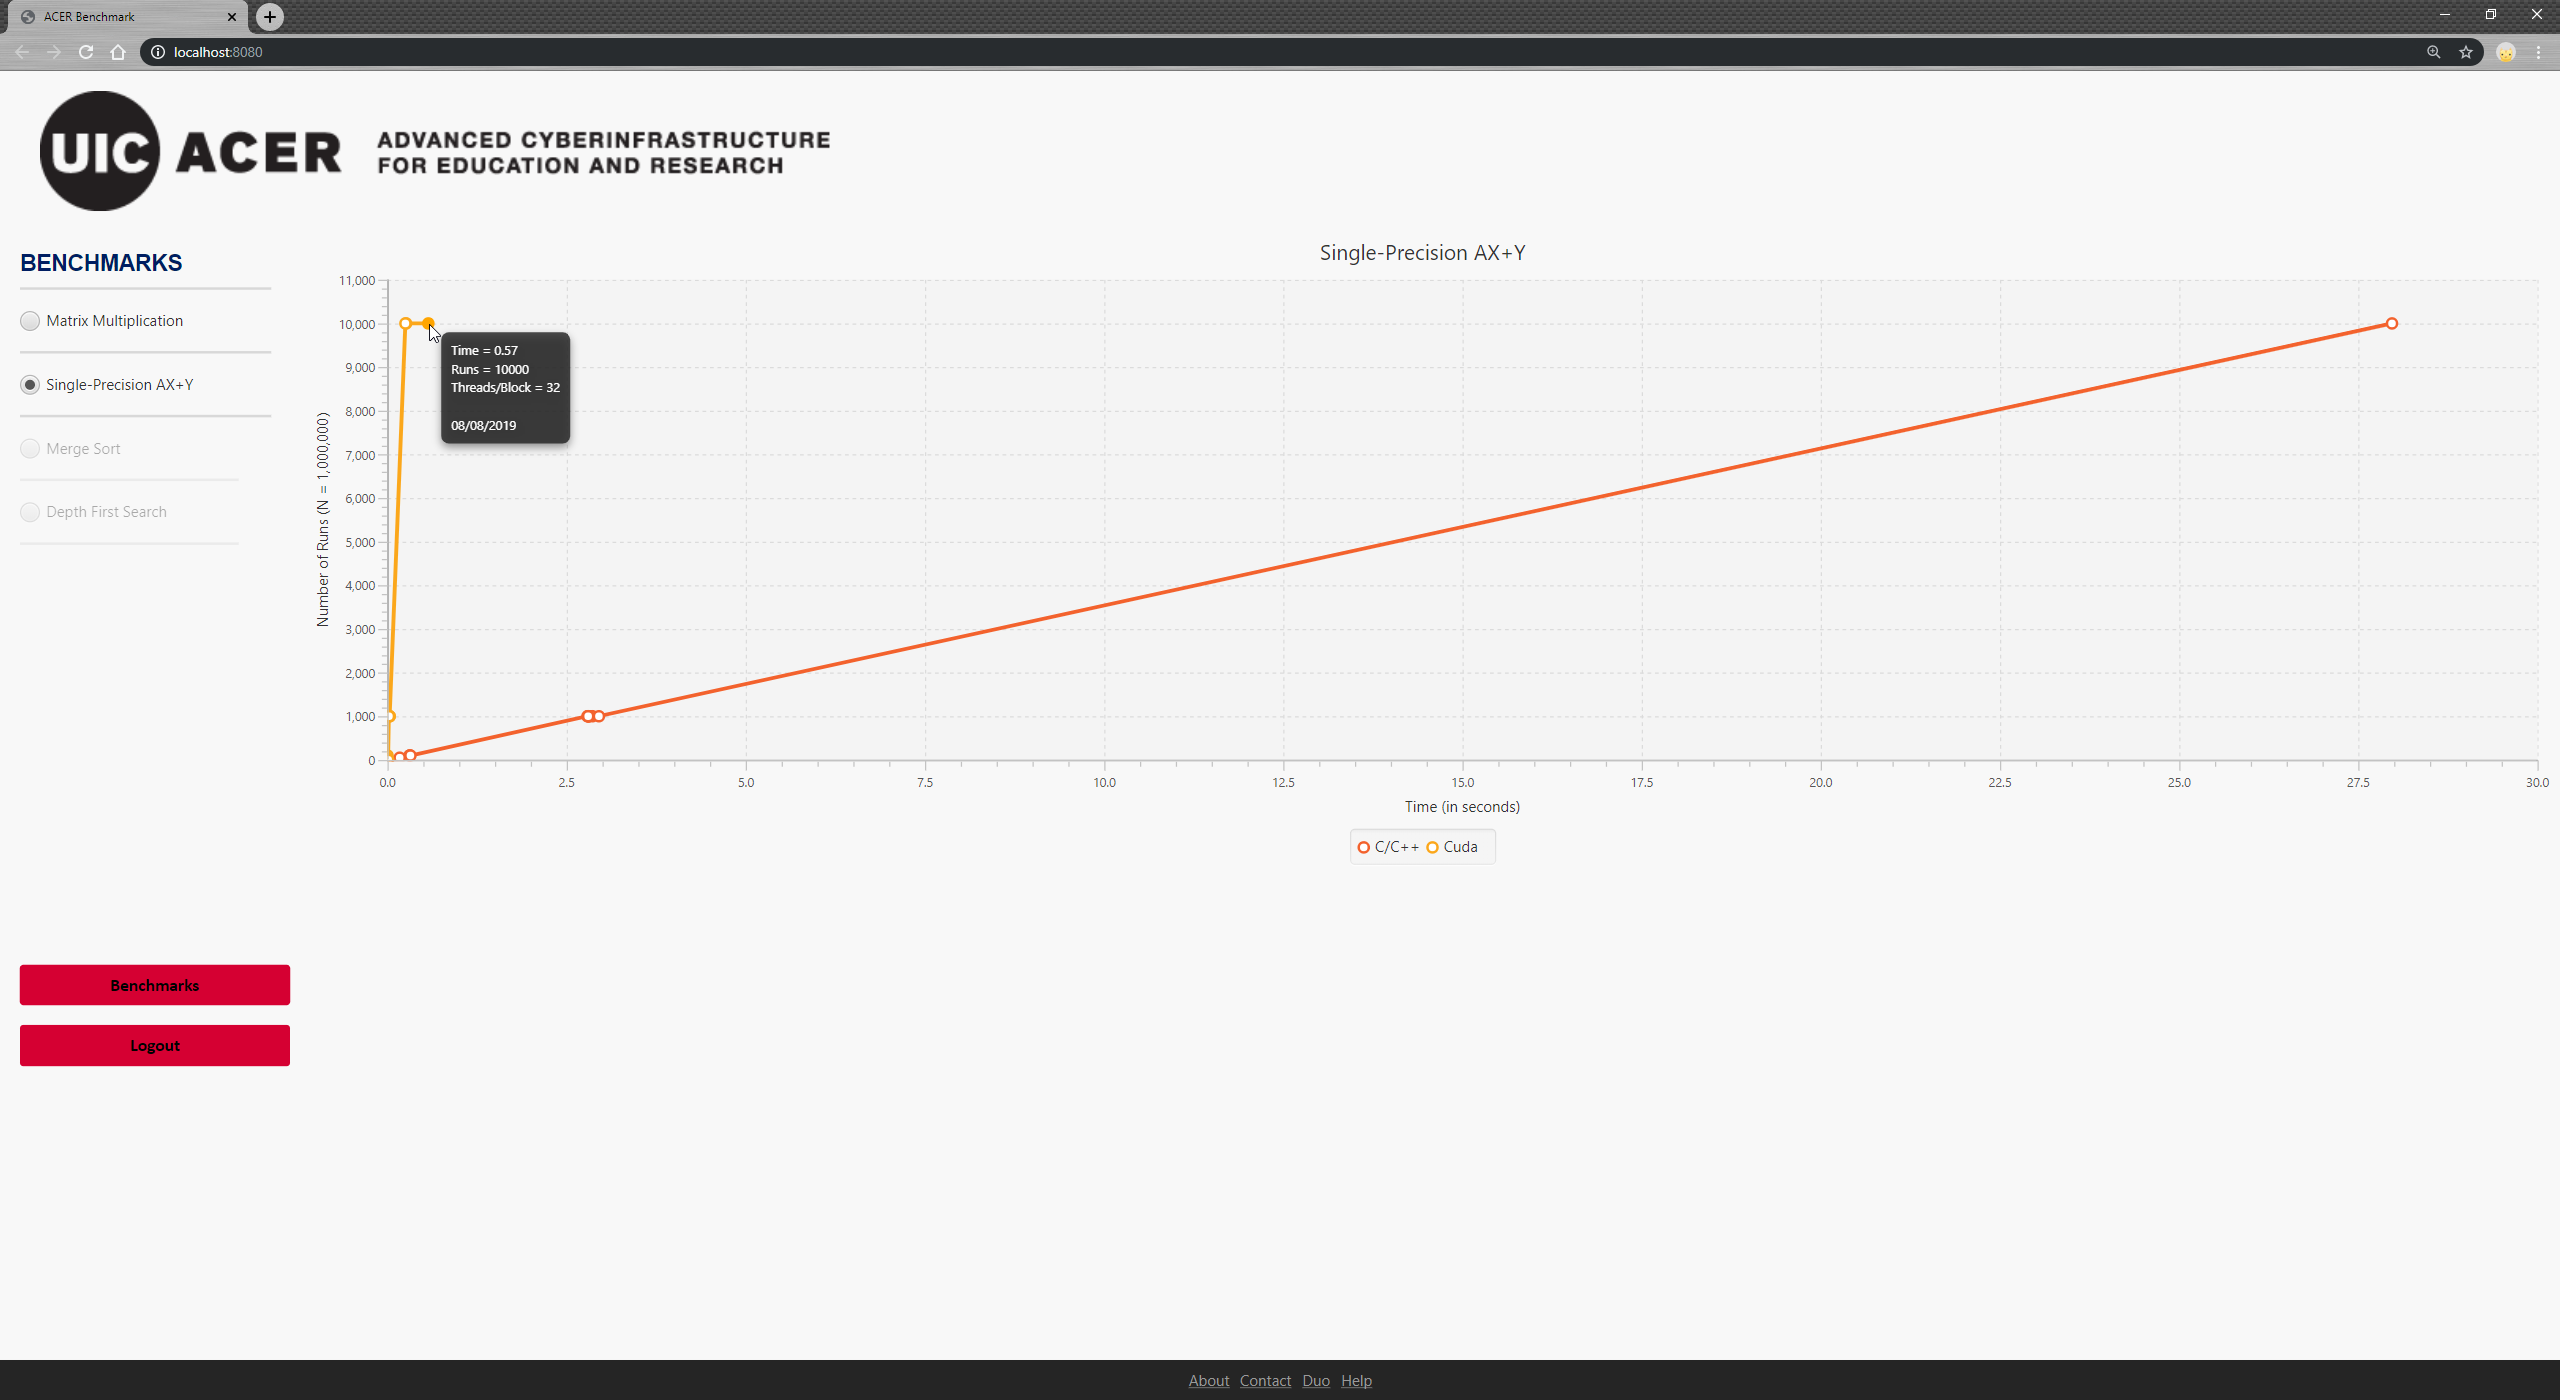 ACER Benchmark
localhost:8080
UIC ACER
ADVANCED CYBERINFRASTRUCTURE
FOR EDUCATION AND RESEARCH
BENCHMARKS
Matrix Multiplication
Single-Precision AX+Y
Merge Sort
Depth First Search
Benchmarks
Logout
Single-Precision AX+Y
Number of Runs (N = 1,000,000)
11,000
10,000
9,000
8,000
7,000
6,000
5,000
4,000
3,000
2,000
1,000
0
Time = 0.57
Runs = 10000
Threads/Block = 32
08/08/2019
0.0 2.5 5.0 7.5 10.0 12.5 15.0 17.5 20.0 22.5 25.0 27.5 30.0
Time (in seconds)
C/C++ Cuda
About Contact Duo Help